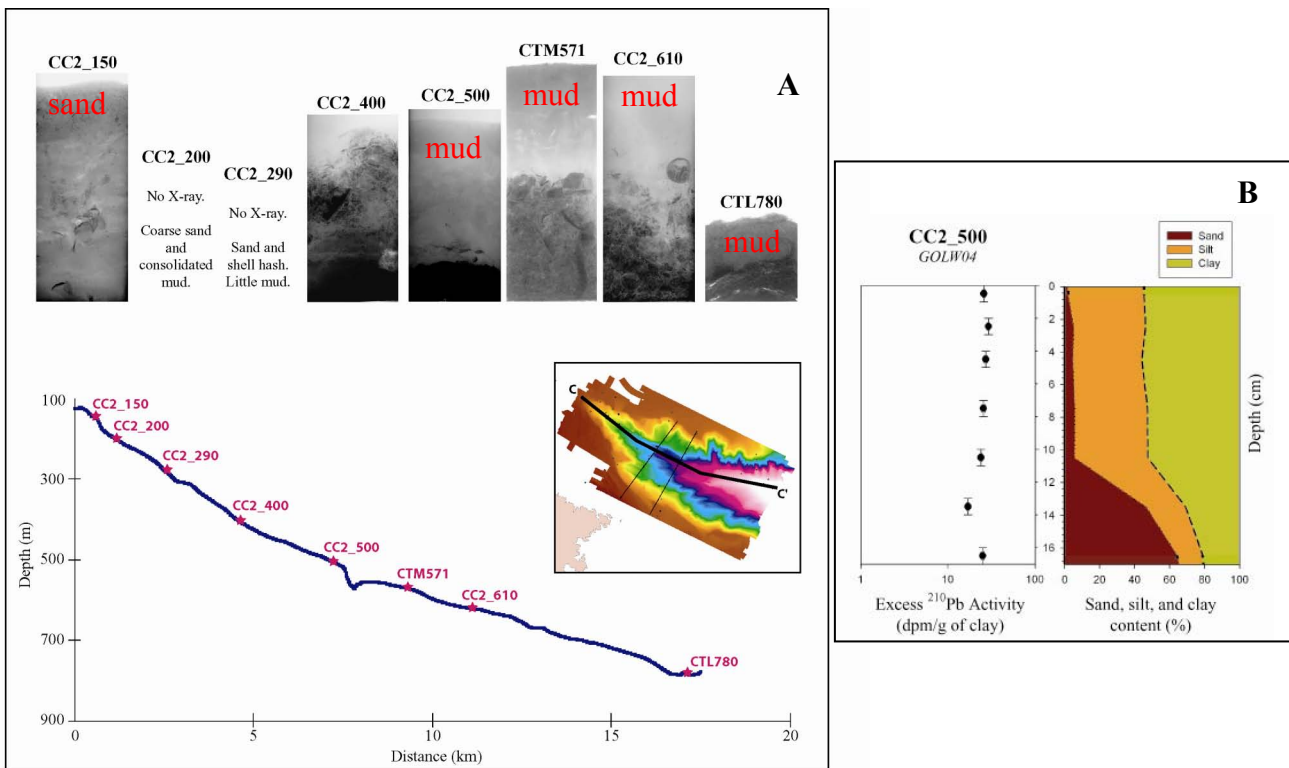 A
CC2_150
sand
CC2_200
No X-ray.
Coarse sand
and
consolidated
mud.
CC2_290
No X-ray.
Sand and
shell hash.
Little mud.
CC2_400
CC2_500
mud
CTM571
mud
CC2_610
mud
CTL780
mud
100
300
500
700
900
Depth (m)
CC2_150
CC2_200
CC2_290
CC2_400
CC2_500
CTM571
CC2_610
CTL780
C
C'
0
5
10
15
20
Distance (km)
B
CC2_500
GOLW04
Sand
Silt
Clay
1
10
100
Excess ²¹⁰Pb Activity
(dpm/g of clay)
0
2
4
6
8
10
12
14
16
Depth (cm)
0
20
40
60
80
100
Sand, silt, and clay
content (%)